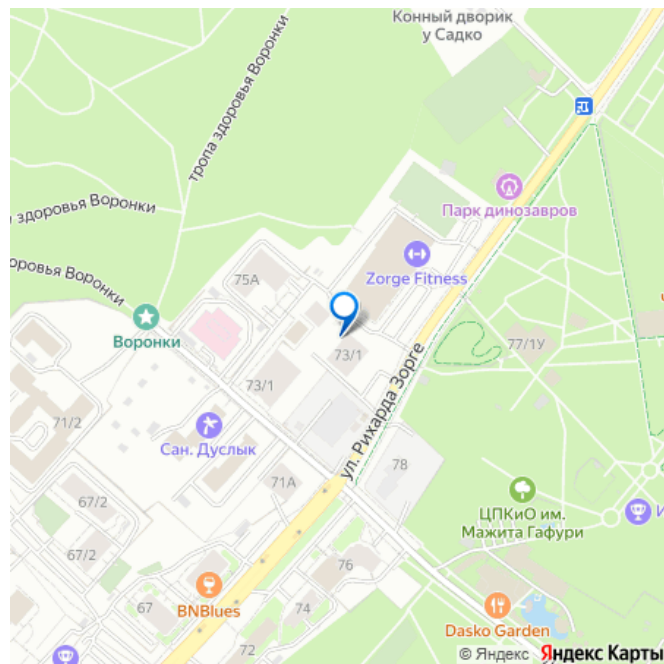 Конный дворик
у Садко
тропа здоровья Воронки
Парк динозавров
здоровья Воронки
Zorge Fitness
75А
оровья Воронки
Воронки
77/1У
73/1
73/1
ул. Рихарда Зорге
71/2
Сан. Дуслык
78
71А
ЦПКиО им.
Мажита Гафури
67/2
67/2
76
67
BNBlues
74
Dasko Garden
72
© Яндекс Яндекс Карты